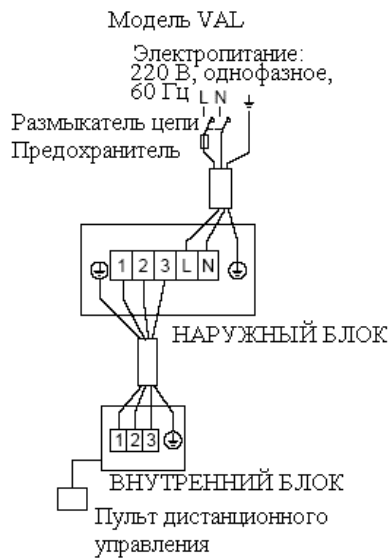 Модель VAL
Электропитание:
220 В, однофазное,
60 Гц L N
Размыкатель цепи
Предохранитель
1 2 3 L N
НАРУЖНЫЙ БЛОК
1 2 3
ВНУТРЕННИЙ БЛОК
Пульт дистанционного
управления